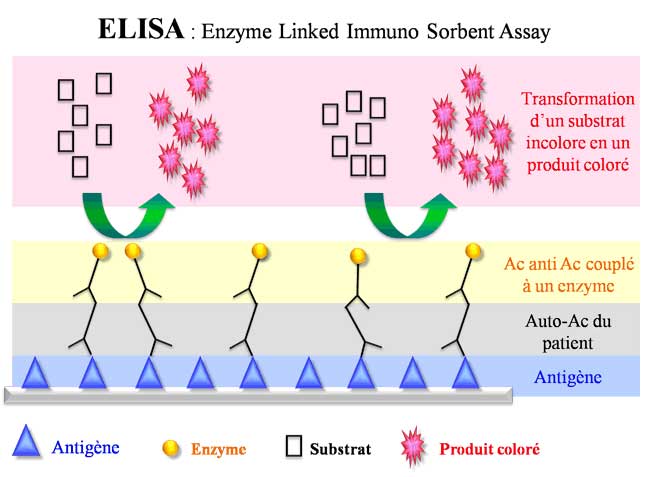 ELISA : Enzyme Linked Immuno Sorbent Assay
Transformation
d'un substrat
incolore en un
produit coloré
Ac anti Ac couplé
à un enzyme
Auto-Ac du
patient
Antigène
Antigène
Enzyme
Substrat
Produit coloré